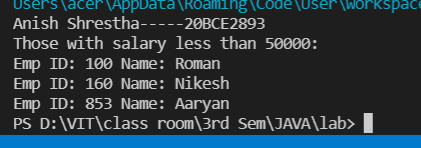 Users\acer\AppData\Roaming\Code\User\workspac
Anish Shrestha-----20BCE2893
Those with salary less than 50000:
Emp ID: 100 Name: Roman
Emp ID: 160 Name: Nikesh
Emp ID: 853 Name: Aaryan
PS D:\VIT\class room\3rd Sem\JAVA\lab>